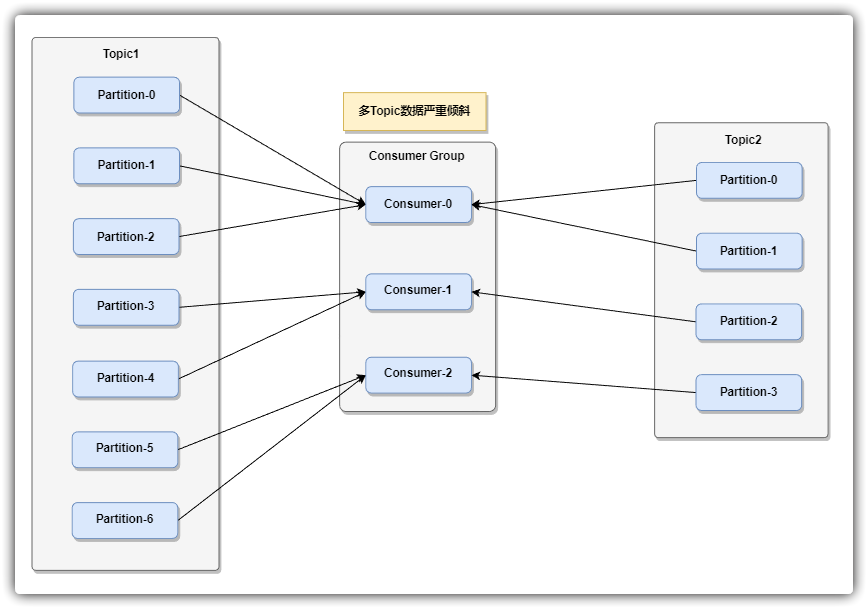 Topic1
Partition-0
Partition-1
Partition-2
Partition-3
Partition-4
Partition-5
Partition-6
多Topic数据严重倾斜
Consumer Group
Consumer-0
Consumer-1
Consumer-2
Topic2
Partition-0
Partition-1
Partition-2
Partition-3